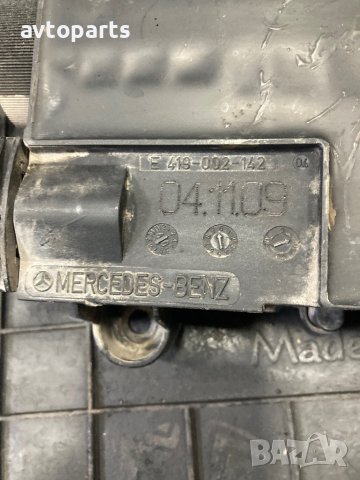 avtoparts
E 419-002-142 04
04.11.09
MERCEDES-BENZ
Made
BAZAR